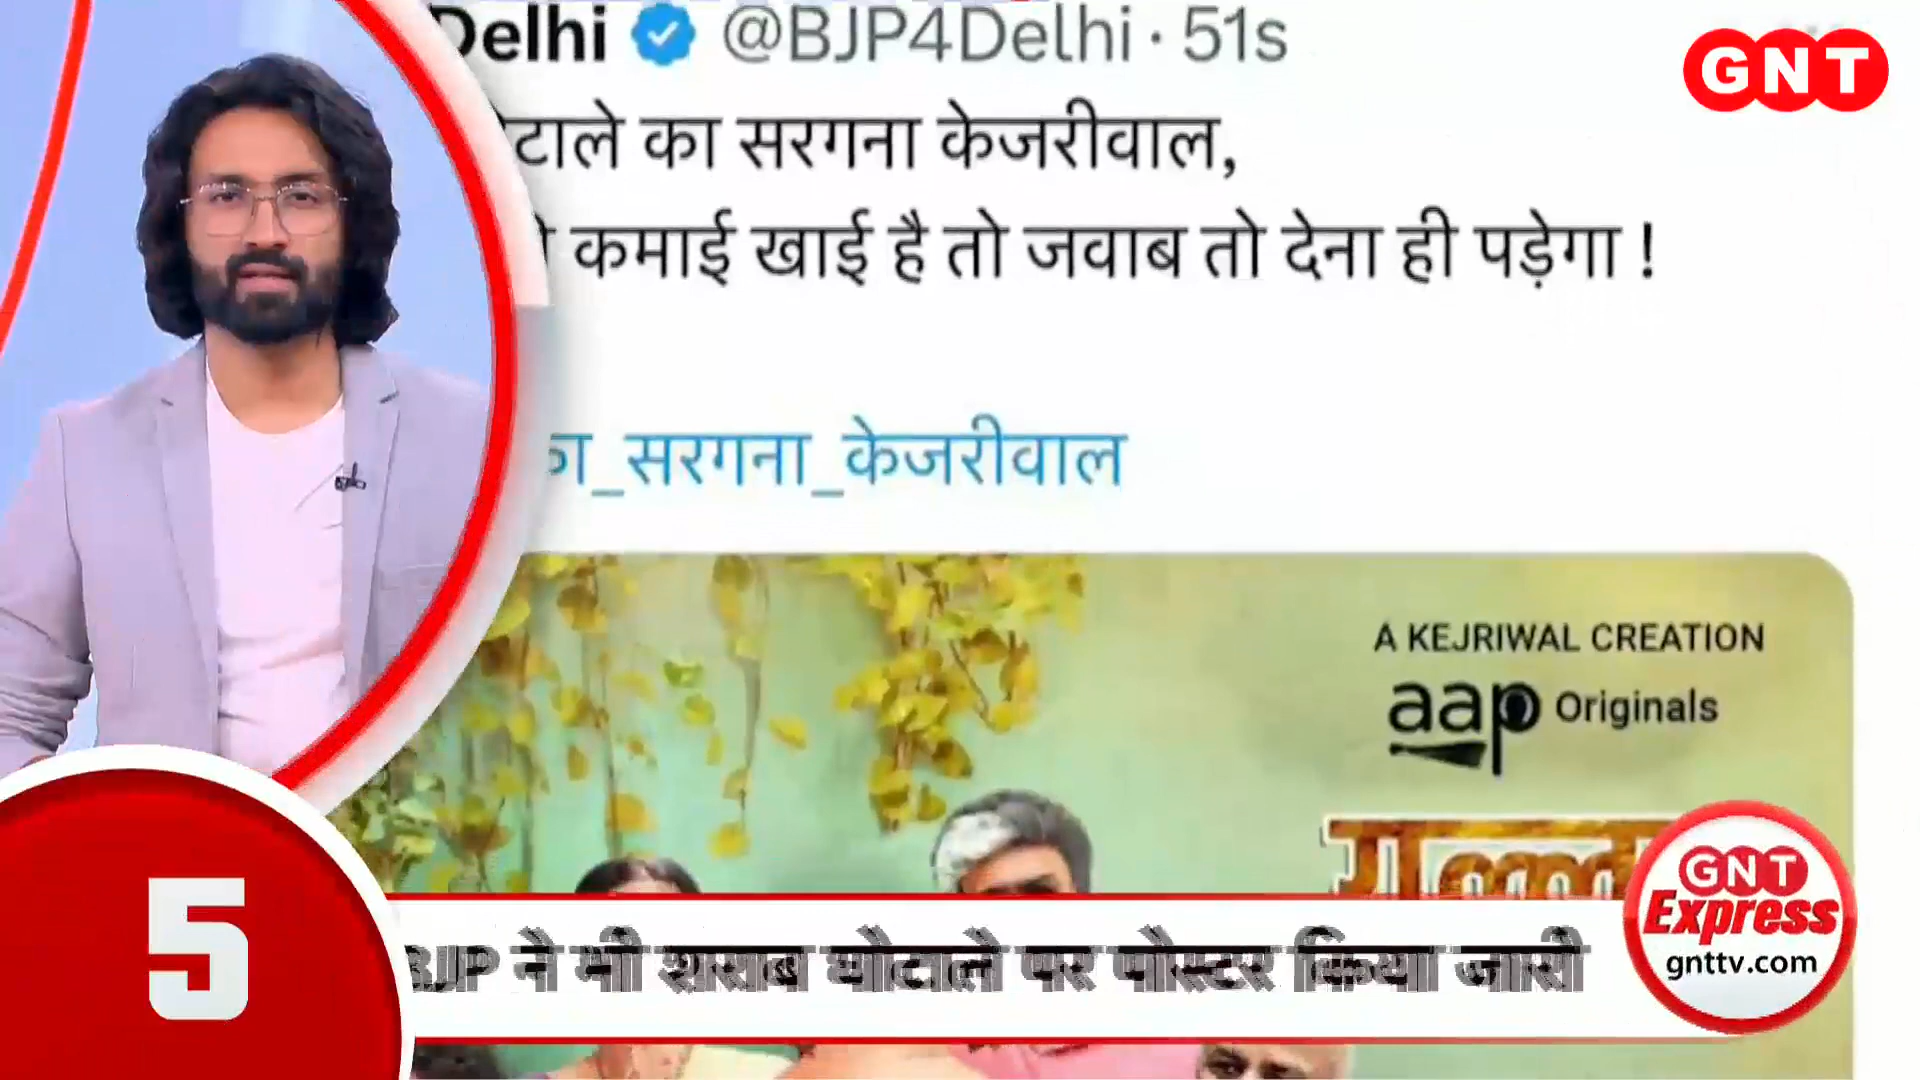 Delhi @BJP4Delhi · 51s
GNT
टाले का सरगना केजरीवाल,
कमाई खाई है तो जवाब तो देना ही पड़ेगा !
का_सरगना_केजरीवाल
A KEJRIWAL CREATION
aap Originals
5
BJP ने भी शराब घोटाले पर पोस्टर किया जारी
GNT
Express
gnttv.com